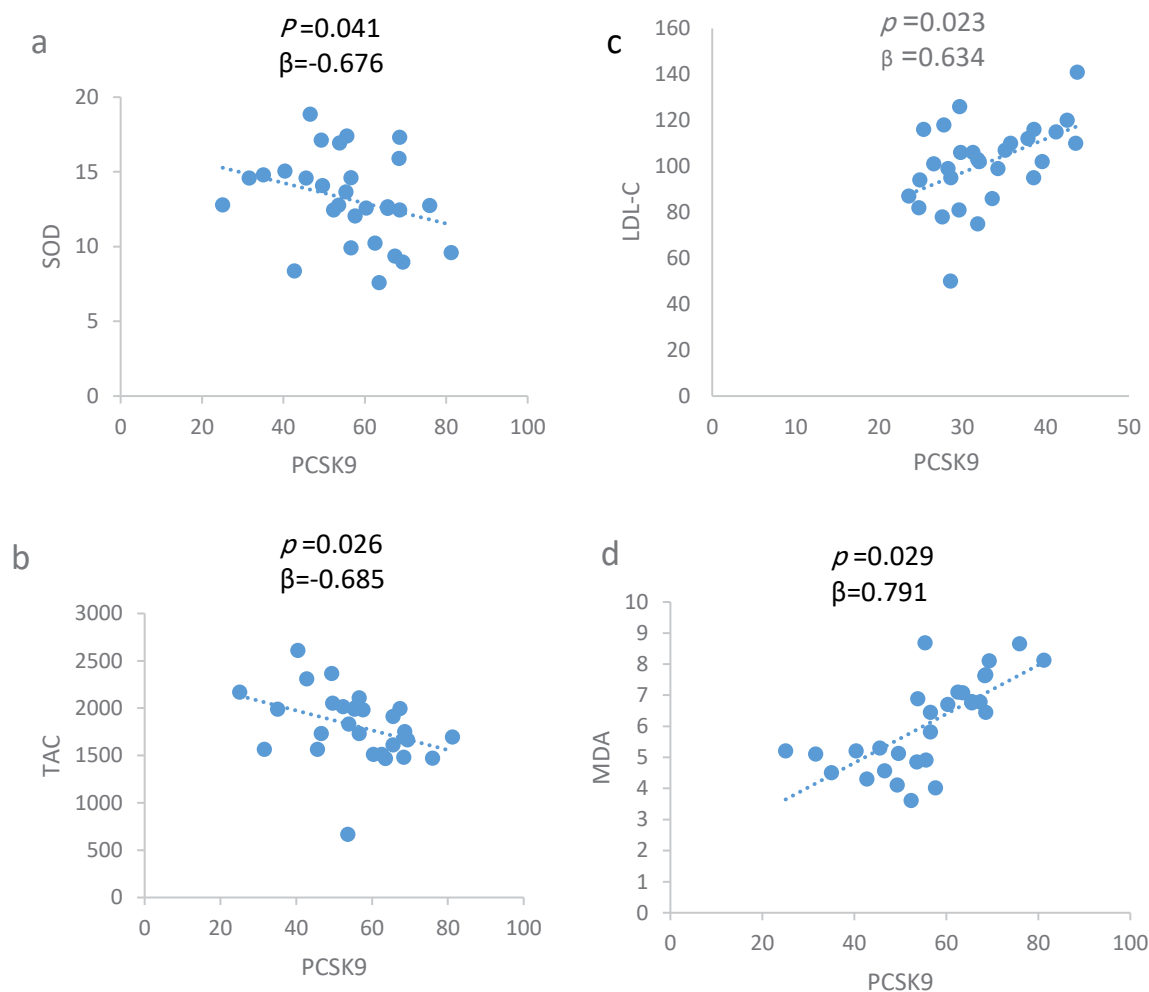 a
P=0.041
β=-0.676
20
15
10
5
0
SOD
0 20 40 60 80 100
PCSK9
c
p=0.023
β =0.634
160
140
120
100
80
60
40
20
0
LDL-C
0 10 20 30 40 50
PCSK9
b
p=0.026
β=-0.685
3000
2500
2000
1500
1000
500
0
TAC
0 20 40 60 80 100
PCSK9
d
p=0.029
β=0.791
10
9
8
7
6
5
4
3
2
1
0
MDA
0 20 40 60 80 100
PCSK9